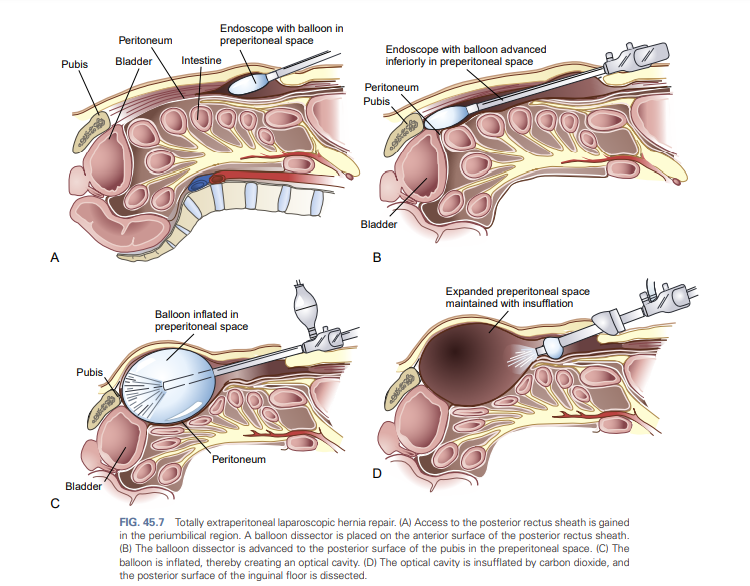 Endoscope with balloon in
preperitoneal space
Peritoneum
Pubis
Bladder
Intestine
A
Endoscope with balloon advanced
inferiorly in preperitoneal space
Peritoneum
Pubis
Bladder
B
Balloon inflated in
preperitoneal space
Pubis
Peritoneum
Bladder
C
Expanded preperitoneal space
maintained with insufflation
D
FIG. 45.7 Totally extraperitoneal laparoscopic hernia repair. (A) Access to the posterior rectus sheath is gained
in the periumbilical region. A balloon dissector is placed on the anterior surface of the posterior rectus sheath.
(B) The balloon dissector is advanced to the posterior surface of the pubis in the preperitoneal space. (C) The
balloon is inflated, thereby creating an optical cavity. (D) The optical cavity is insufflated by carbon dioxide, and
the posterior surface of the inguinal floor is dissected.